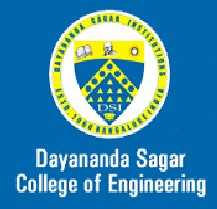 DAYANANDA SAGAR INSTITUTIONS
DSI
Dayananda Sagar
College of Engineering